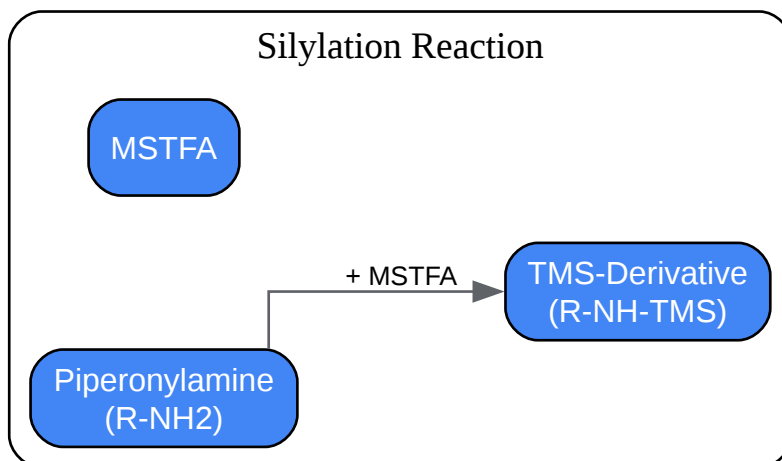 Silylation Reaction
MSTFA
+ MSTFA
TMS-Derivative
(R-NH-TMS)
Piperonylamine
(R-NH2)